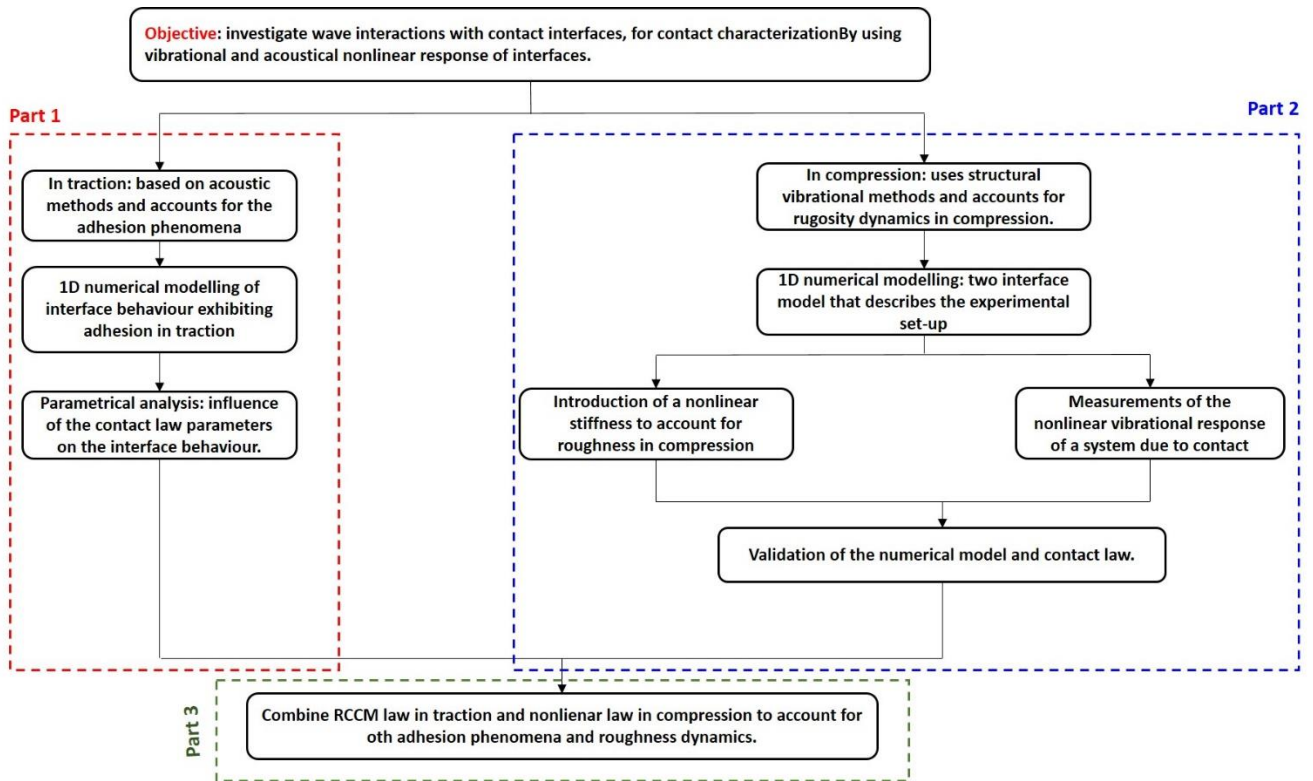 Objective: investigate wave interactions with contact interfaces, for contact characterizationBy using
vibrational and acoustical nonlinear response of interfaces.
Part 1
Part 2
In traction: based on acoustic
methods and accounts for the
adhesion phenomena
1D numerical modelling of
interface behaviour exhibiting
adhesion in traction
Parametrical analysis: influence
of the contact law parameters
on the interface behaviour.
In compression: uses structural
vibrational methods and accounts for
rugosity dynamics in compression.
1D numerical modelling: two interface
model that describes the experimental
set-up
Introduction of a nonlinear
stiffness to account for
roughness in compression
Measurements of the
nonlinear vibrational response
of a system due to contact
Validation of the numerical model and contact law.
Part 3
Combine RCCM law in traction and nonlienar law in compression to account for
oth adhesion phenomena and roughness dynamics.